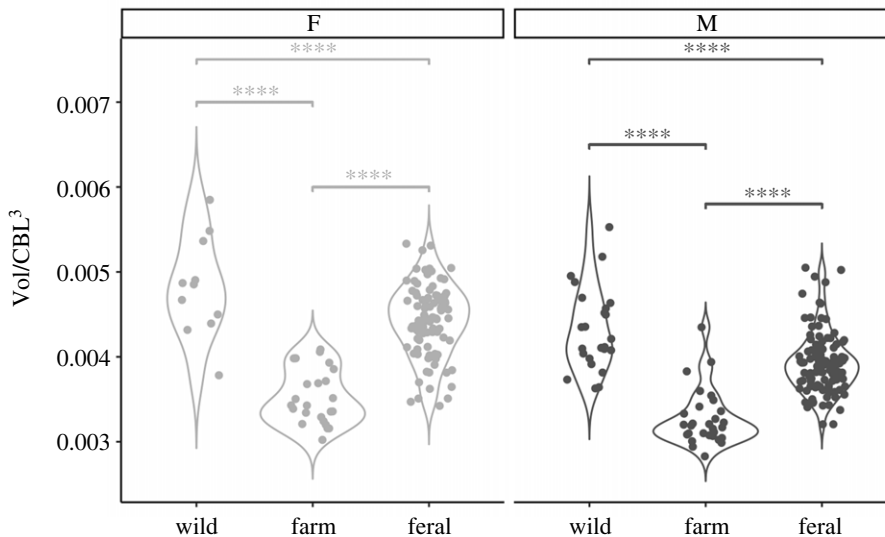 F
M
****
****
****
****
****
****
0.007
0.006
0.005
0.004
0.003
Vol/CBL³
wild farm feral
wild farm feral